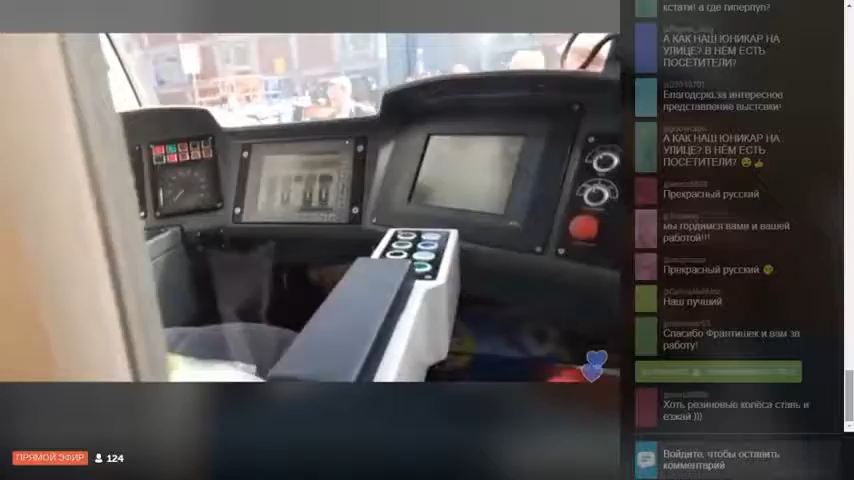 кстати! а где гиперлуп?
А КАК НАШ ЮНИКАР НА
УЛИЦЕ? В НЁМ ЕСТЬ
ПОСЕТИТЕЛИ?
Благодсрю.за интересное
представление выстсвки!
А КАК НАШ ЮНИКАР НА
УЛИЦЕ? В НЁМ ЕСТЬ
ПОСЕТИТЕЛИ?
Прекрасный русский
мы гордимся вами и вашей
работой!!!
Прекрасный русский
Наш лучший
Спасибо Франтишек и вам за
работу!
Хоть резиновые колёса ставь и
езжай )))
Войдите, чтобы оставить
комментарий
ПРЯМОЙ ЭФИР
124